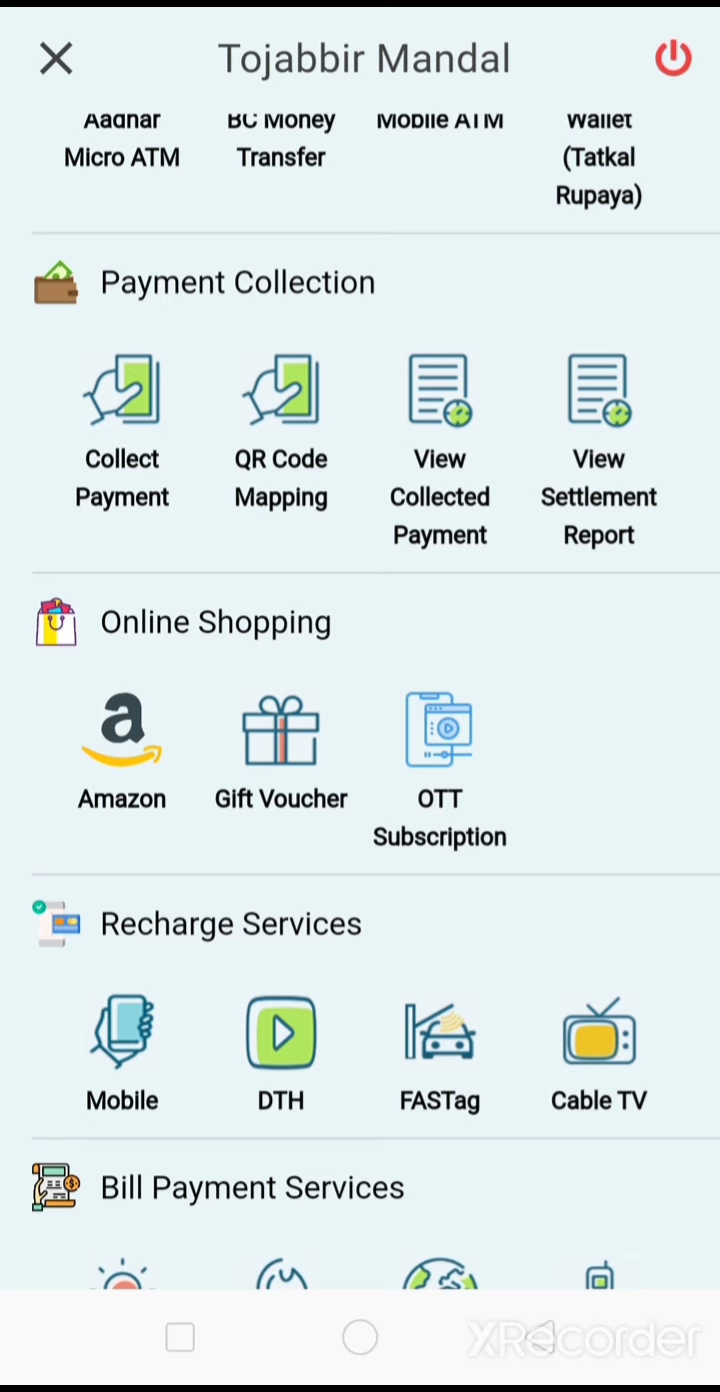 Tojabbir Mandal
Aadhar BC Money Mobile ATM Wallet
Micro ATM Transfer (Tatkal
Rupaya)
Payment Collection
Collect QR Code View View
Payment Mapping Collected Settlement
Payment Report
Online Shopping
Amazon Gift Voucher OTT
Subscription
Recharge Services
Mobile DTH FASTag Cable TV
Bill Payment Services
XRecorder